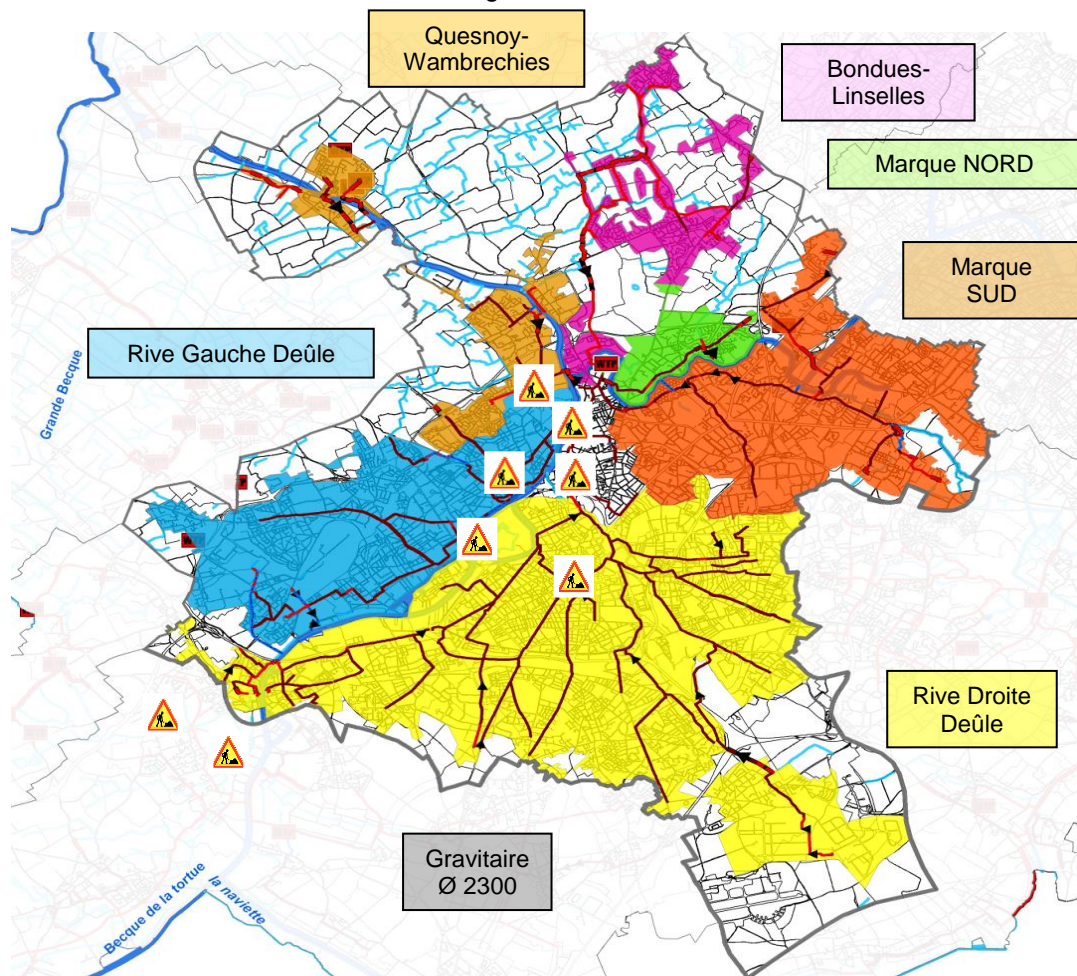 Quesnoy-
Wambrechies
Bondues-
Linselles
Marque NORD
Marque
SUD
Rive Gauche Deûle
Grande Becque
WTP
Rive Droite
Deûle
Gravitaire
Ø 2300
Becque de la tortue
la naviette